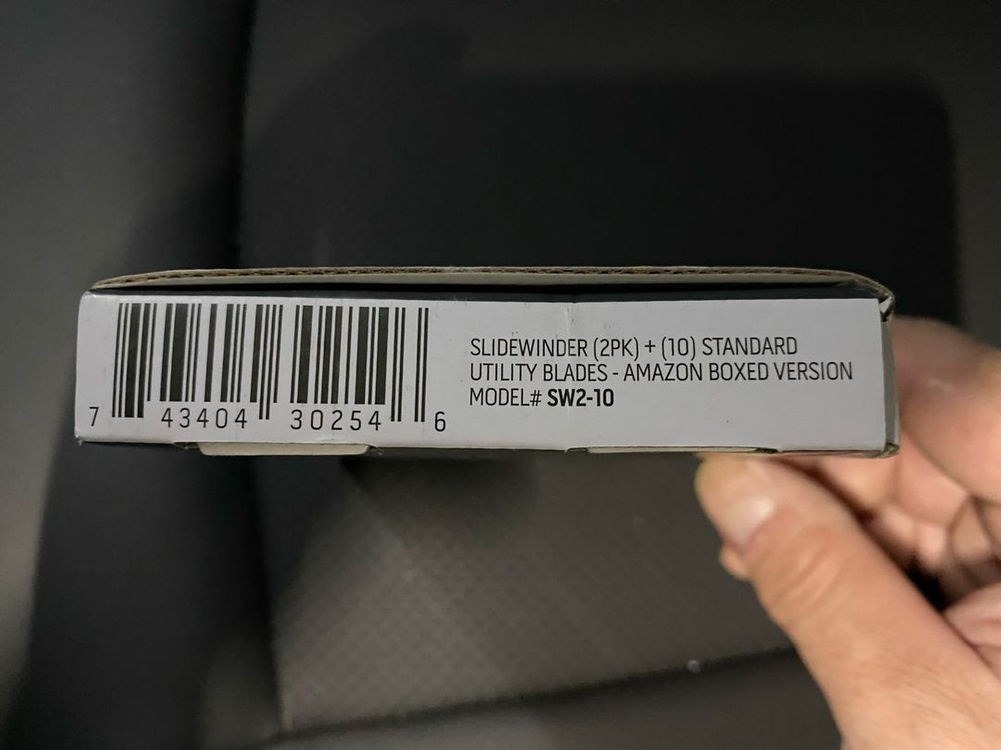 7 43404 30254 6
SLIDEWINDER (2PK) + (10) STANDARD
UTILITY BLADES - AMAZON BOXED VERSION
MODEL# SW2-10